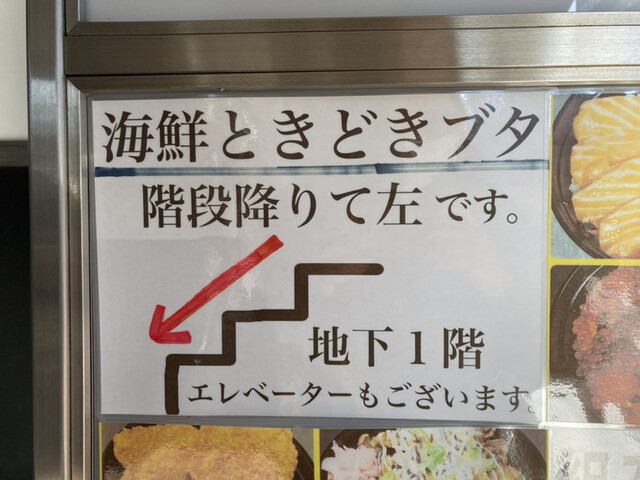 海鮮ときどきブタ
階段降りて左です。
地下1階
エレベーターもございます。